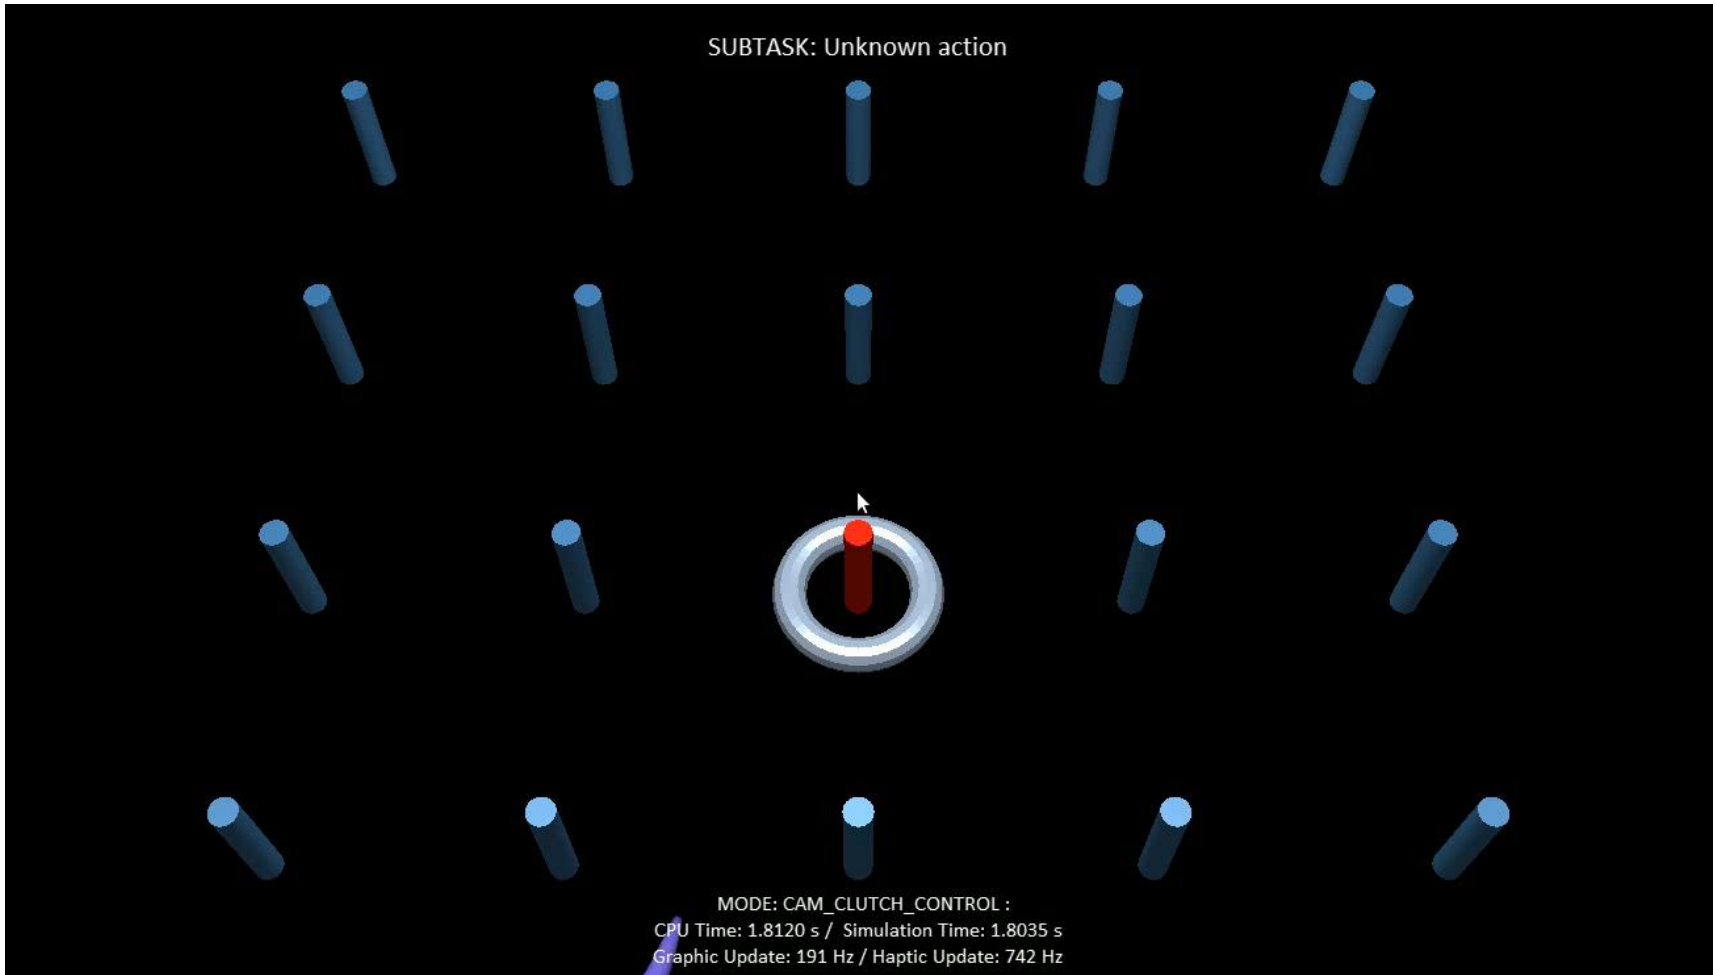 SUBTASK: Unknown action
MODE: CAM_CLUTCH_CONTROL :
CPU Time: 1.8120 s / Simulation Time: 1.8035 s
Graphic Update: 191 Hz / Haptic Update: 742 Hz